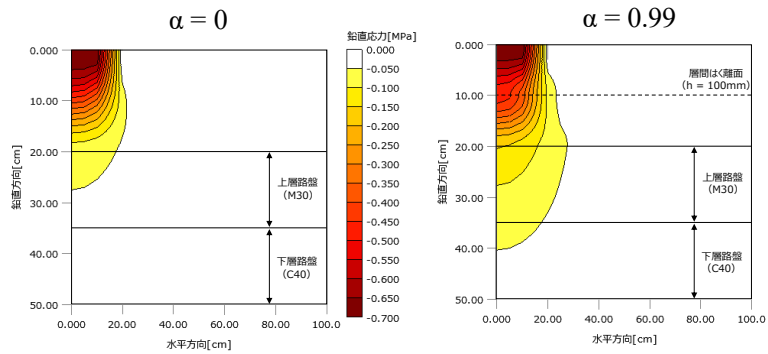 α = 0
鉛直応力[MPa]
0.000
10.00
20.00
30.00
40.00
50.00
鉛直方向[cm]
上層路盤
（M30）
下層路盤
（C40）
0.000
20.00
40.00
60.00
80.00
100.0
水平方向[cm]
0.000
-0.050
-0.100
-0.150
-0.200
-0.250
-0.300
-0.350
-0.400
-0.450
-0.500
-0.550
-0.600
-0.650
-0.700
α = 0.99
0.000
10.00
20.00
30.00
40.00
50.00
鉛直方向[cm]
層間はく離面
（h = 100mm）
上層路盤
（M30）
下層路盤
（C40）
0.000
20.00
40.00
60.00
80.00
100.0
水平方向[cm]